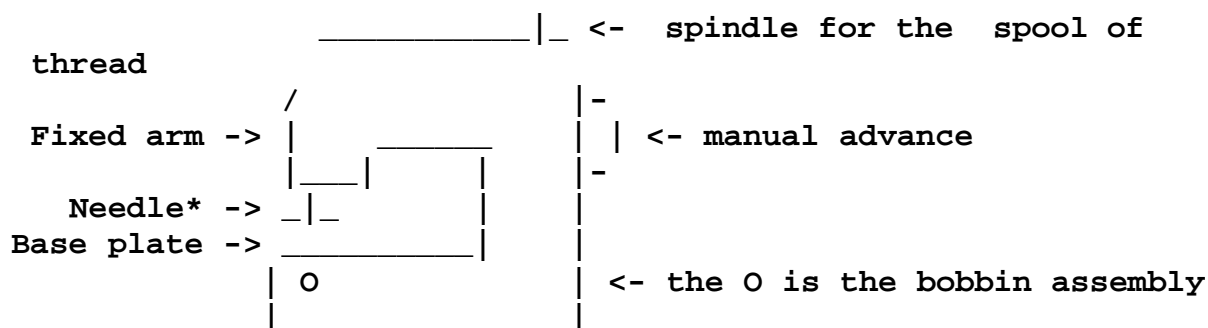 <- spindle for the spool of
thread
Fixed arm ->
<- manual advance
Needle* ->
Base plate ->
O <- the O is the bobbin assembly